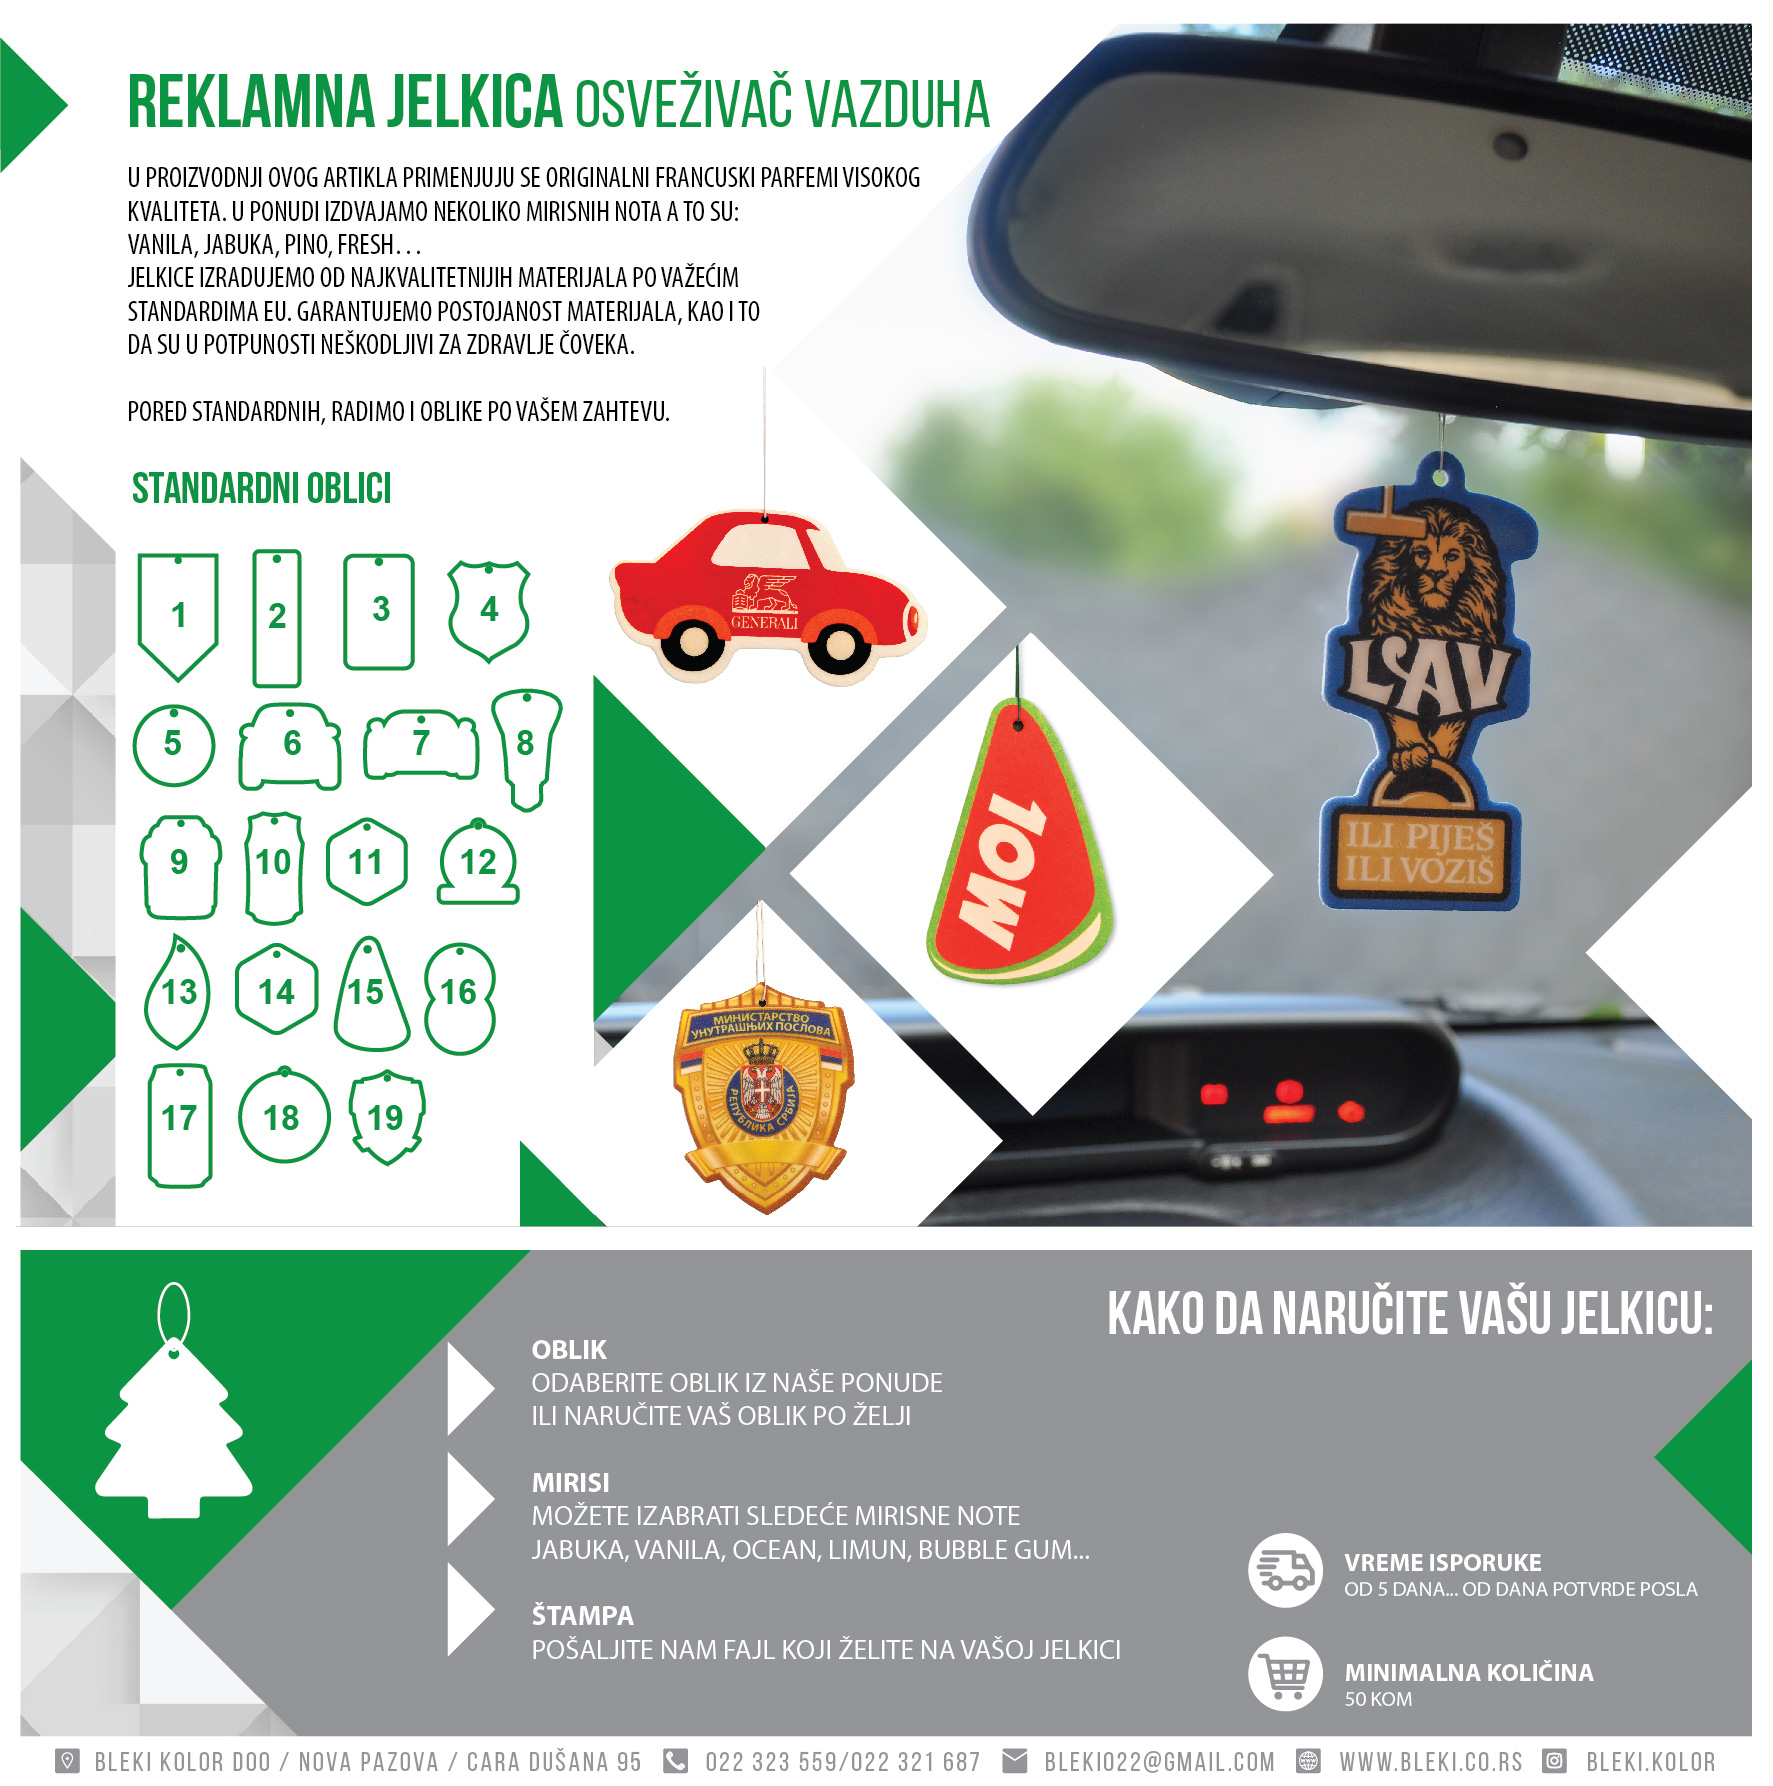 REKLAMNA JELKICA OSVEŽIVAČ VAZDUHA
U PROIZVODNJI OVOG ARTIKLA PRIMENJUJU SE ORIGINALNI FRANCUSKI PARFEMI VISOKOG
KVALITETA. U PONUDI IZDVAJAMO NEKOLIKO MIRISNIH NOTA A TO SU:
VANILA, JABUKA, PINO, FRESH...
JELKICE IZRADUJEMO OD NAJKVALITETNIJIH MATERIJALA PO VAŽEĆIM
STANDARDIMA EU. GARANTUJEMO POSTOJANOST MATERIJALA, KAO I TO
DA SU U POTPUNOSTI NEŠKODLJIVI ZA ZDRAVLJE ČOVEKA.
PORED STANDARDNIH, RADIMO I OBLIKE PO VAŠEM ZAHTEVU.
STANDARDNI OBLICI
1 2 3 4
5 6 7 8
9 10 11 12
13 14 15 16
17 18 19
GENERALI
LAV
ILI PIJEŠ
ILI VOZIŠ
1OW
МИНИСТАРСТВО
УНУТРАШЊИХ ПОСЛОВА
РЕПУБЛИКА СРБИЈА
KAKO DA NARUČITE VAŠU JELKICU:
OBLIK
ODABERITE OBLIK IZ NAŠE PONUDE
ILI NARUČITE VAŠ OBLIK PO ŽELJI
MIRISI
MOŽETE IZABRATI SLEDEĆE MIRISNE NOTE
JABUKA, VANILA, OCEAN, LIMUN, BUBBLE GUM...
ŠTAMPA
POŠALJITE NAM FAJL KOJI ŽELITE NA VAŠOJ JELKICI
VREME ISPORUKE
OD 5 DANA... OD DANA POTVRDE POSLA
MINIMALNA KOLIČINA
50 KOM
BLEKI KOLOR DOO / NOVA PAZOVA / CARA DUŠANA 95 022 323 559/022 321 687 BLEKI022@GMAIL.COM WWW.BLEKI.CO.RS BLEKI.KOLOR